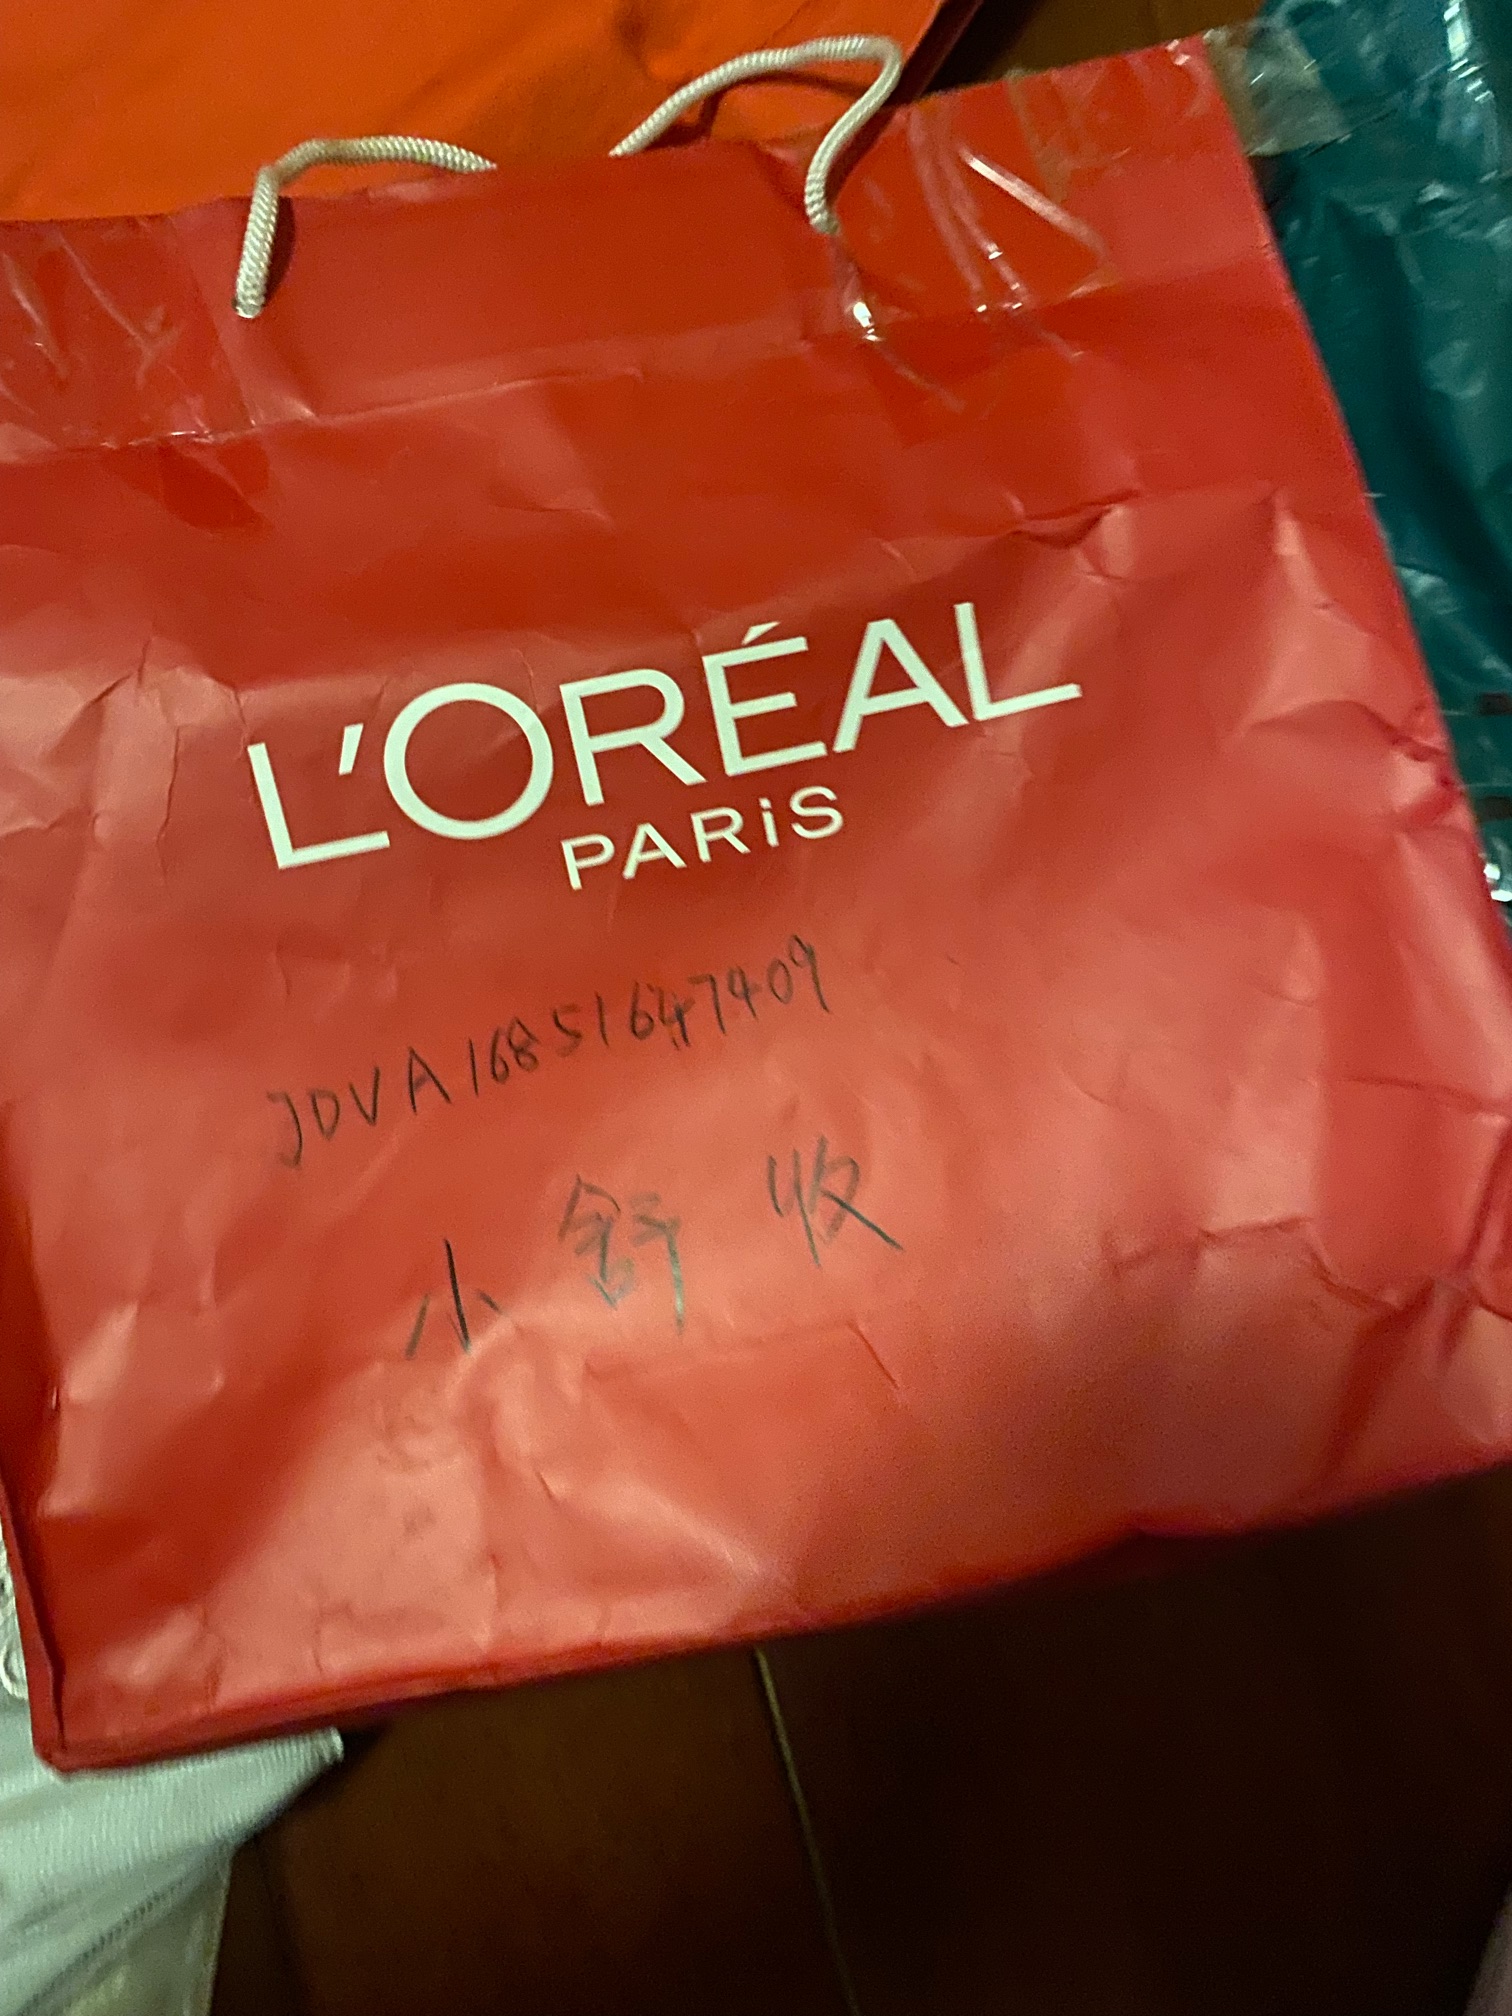 L'ORÉAL
PARiS
JDVA16851647409
小舒收